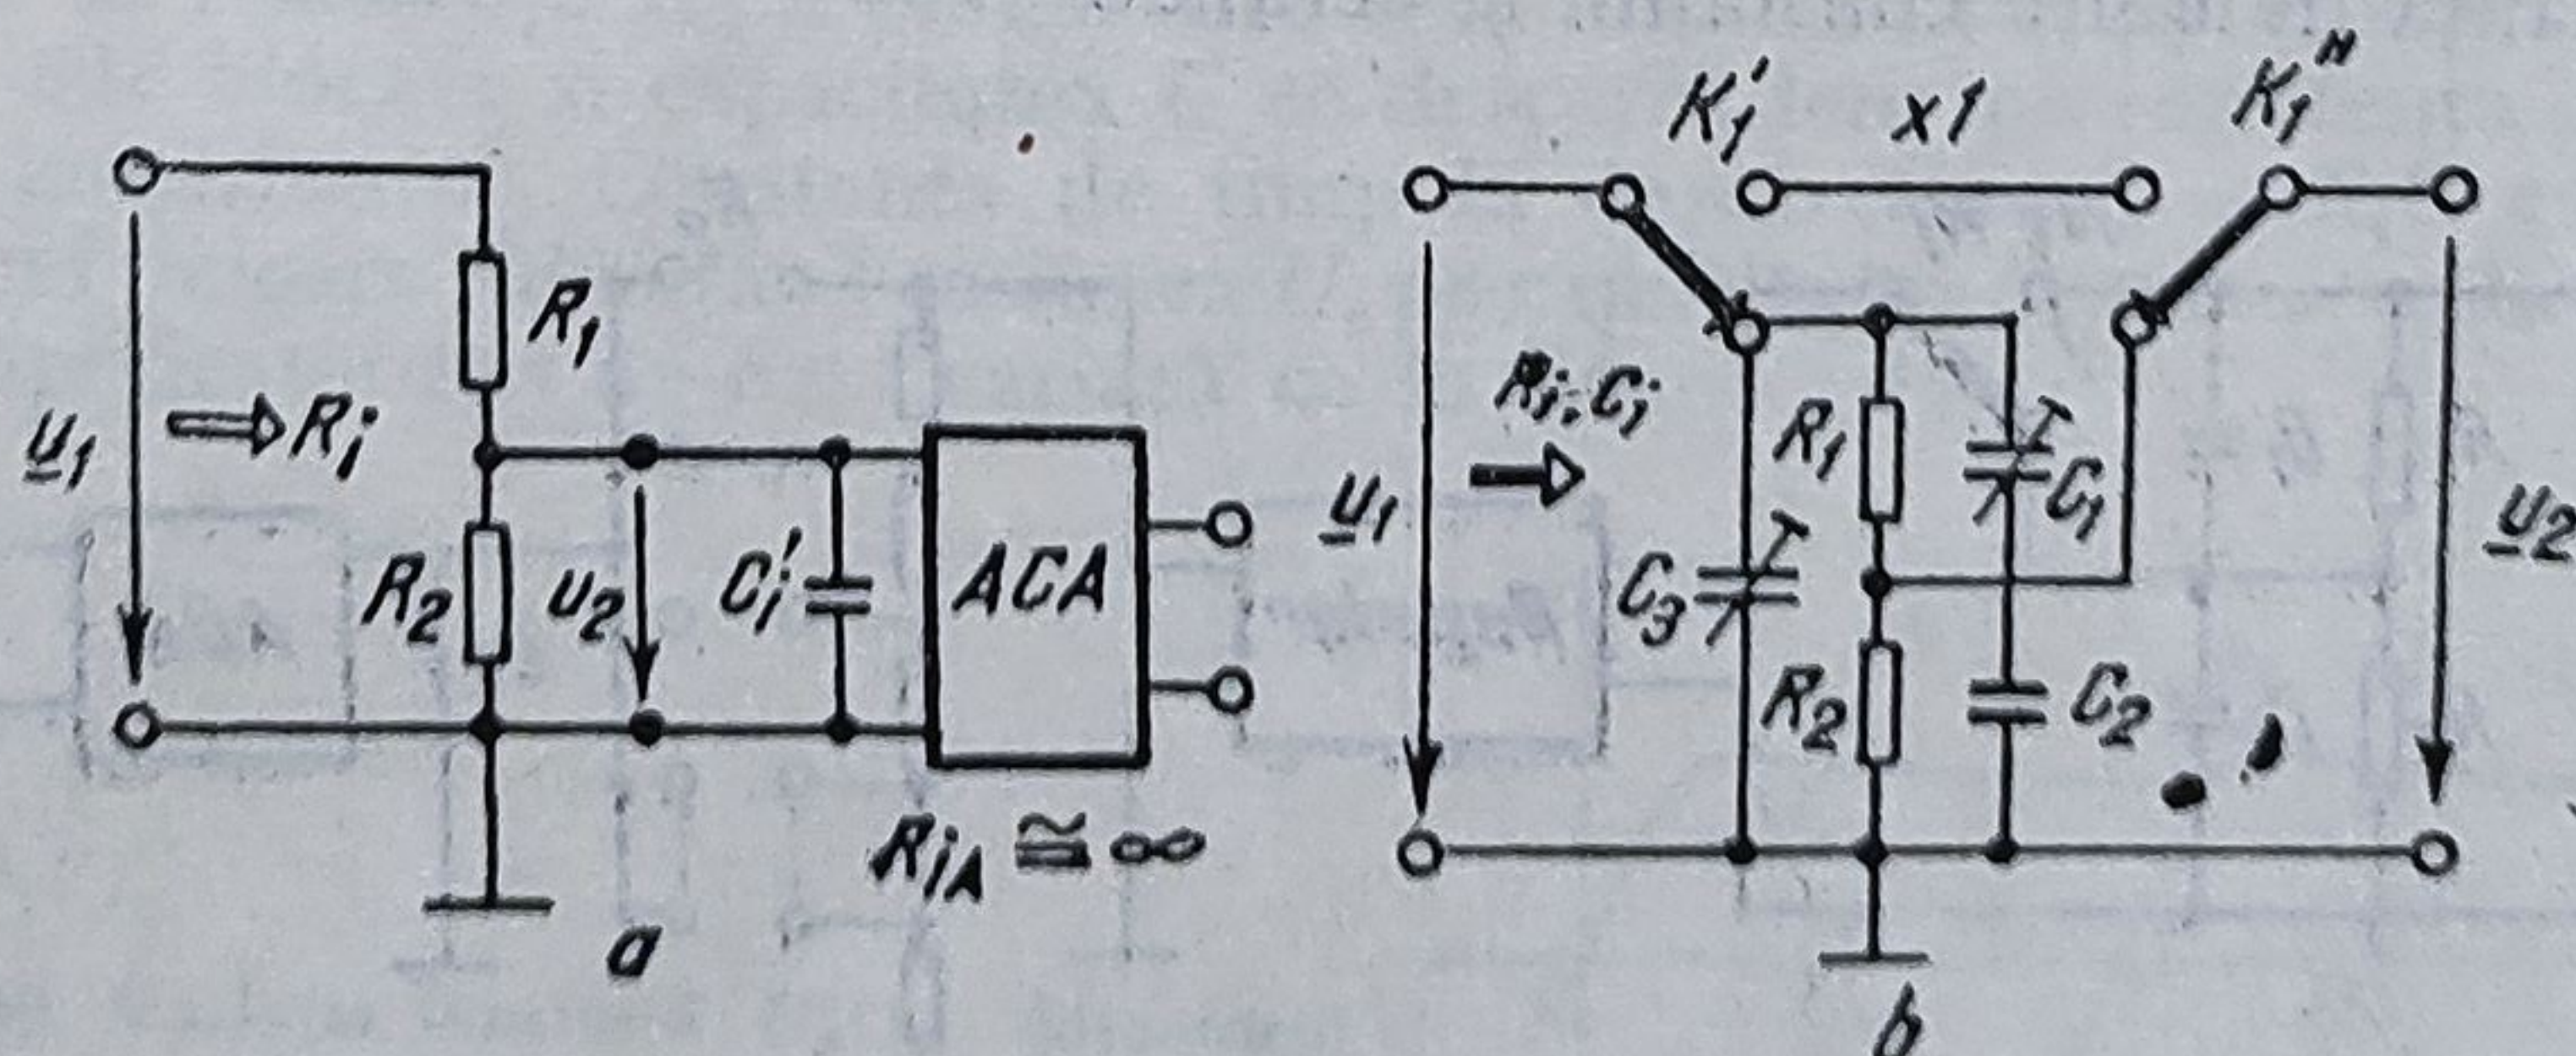 R₁
u₁
Rᵢ
R₂
u₂
Cᵢ′
ACA
RᵢA ≅ ∞
a
K₁′
x1
K₁″
Rᵢ, Cᵢ
u₁
R₁
C₁
C₃
R₂
C₂
u₂
b